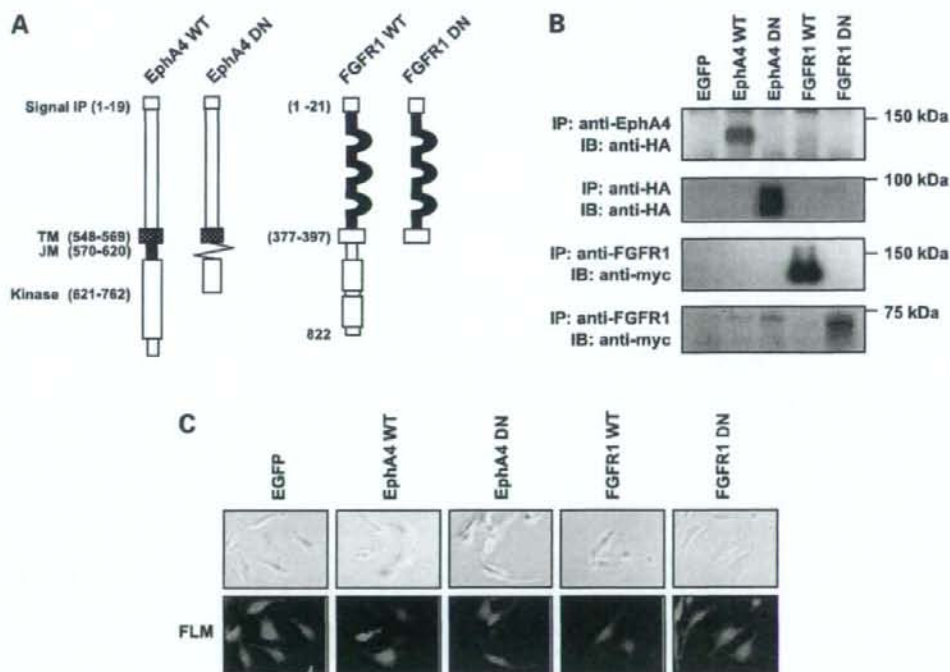 A
EphA4 WT
EphA4 DN
FGFR1 WT
FGFR1 DN
Signal IP (1-19)
(1 -21)
TM (548-569)
JM (570-620)
(377-397)
Kinase (621-762)
822
B
EGFP
EphA4 WT
EphA4 DN
FGFR1 WT
FGFR1 DN
IP: anti-EphA4
IB: anti-HA
150 kDa
IP: anti-HA
IB: anti-HA
100 kDa
IP: anti-FGFR1
IB: anti-myc
150 kDa
IP: anti-FGFR1
IB: anti-myc
75 kDa
C
EGFP
EphA4 WT
EphA4 DN
FGFR1 WT
FGFR1 DN
FLM